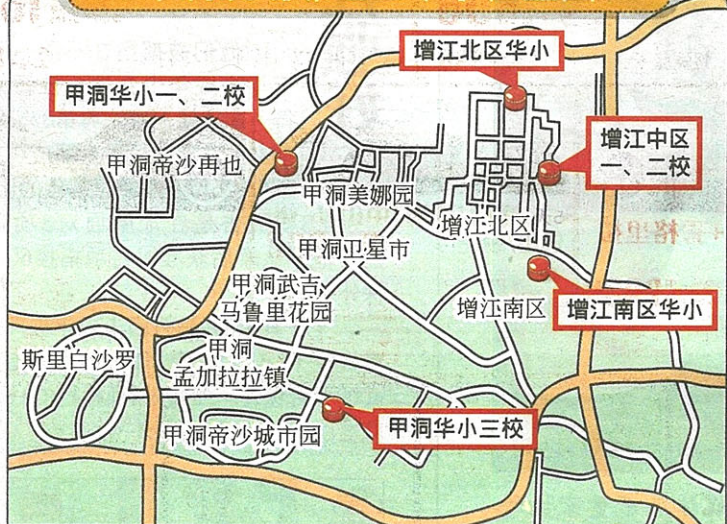 增江北区华小
甲洞华小一、二校
增江中区
一、二校
甲洞帝沙再也
甲洞美娜园
增江北区
甲洞卫星市
甲洞武吉
马鲁里花园
增江南区
增江南区华小
斯里白沙罗
甲洞
孟加拉拉镇
甲洞帝沙城市园
甲洞华小三校